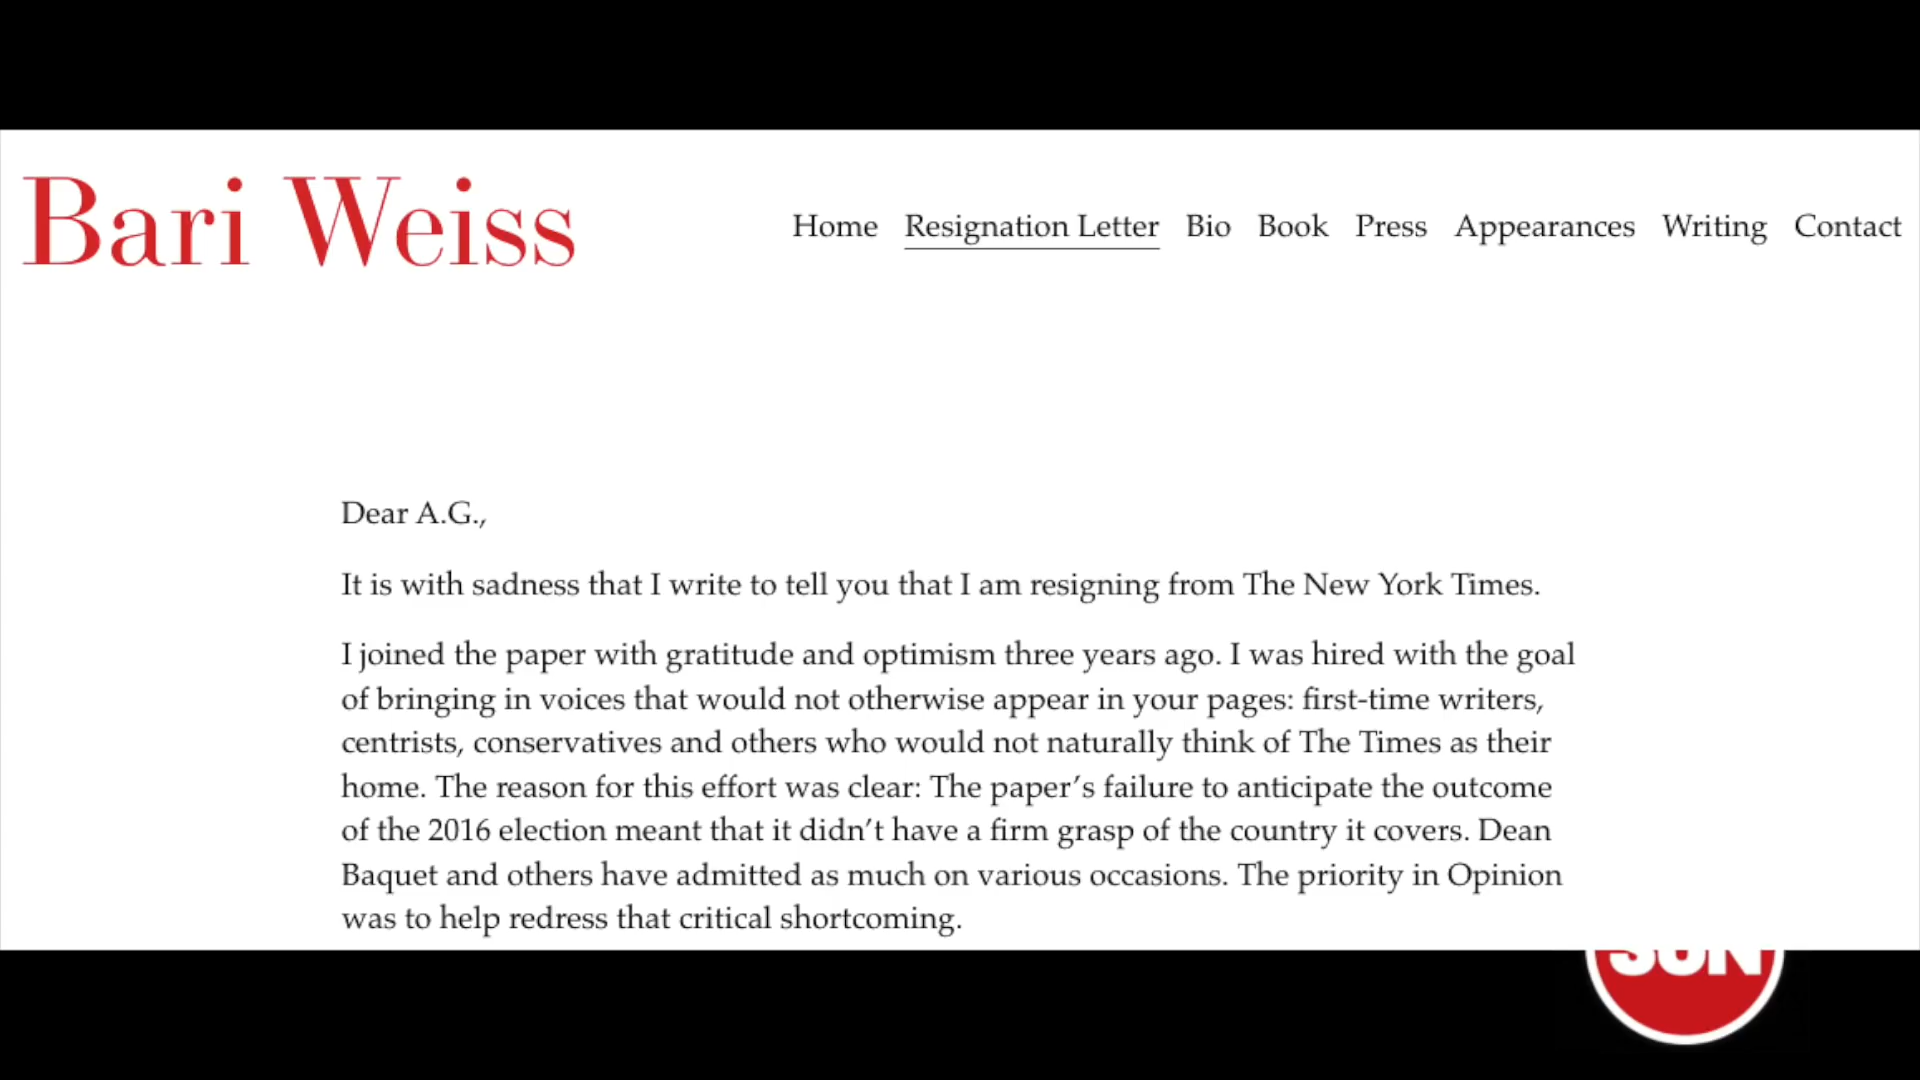 Bari Weiss
Home Resignation Letter Bio Book Press Appearances Writing Contact
Dear A.G.,
It is with sadness that I write to tell you that I am resigning from The New York Times.
I joined the paper with gratitude and optimism three years ago. I was hired with the goal
of bringing in voices that would not otherwise appear in your pages: first-time writers,
centrists, conservatives and others who would not naturally think of The Times as their
home. The reason for this effort was clear: The paper’s failure to anticipate the outcome
of the 2016 election meant that it didn’t have a firm grasp of the country it covers. Dean
Baquet and others have admitted as much on various occasions. The priority in Opinion
was to help redress that critical shortcoming.
SUN